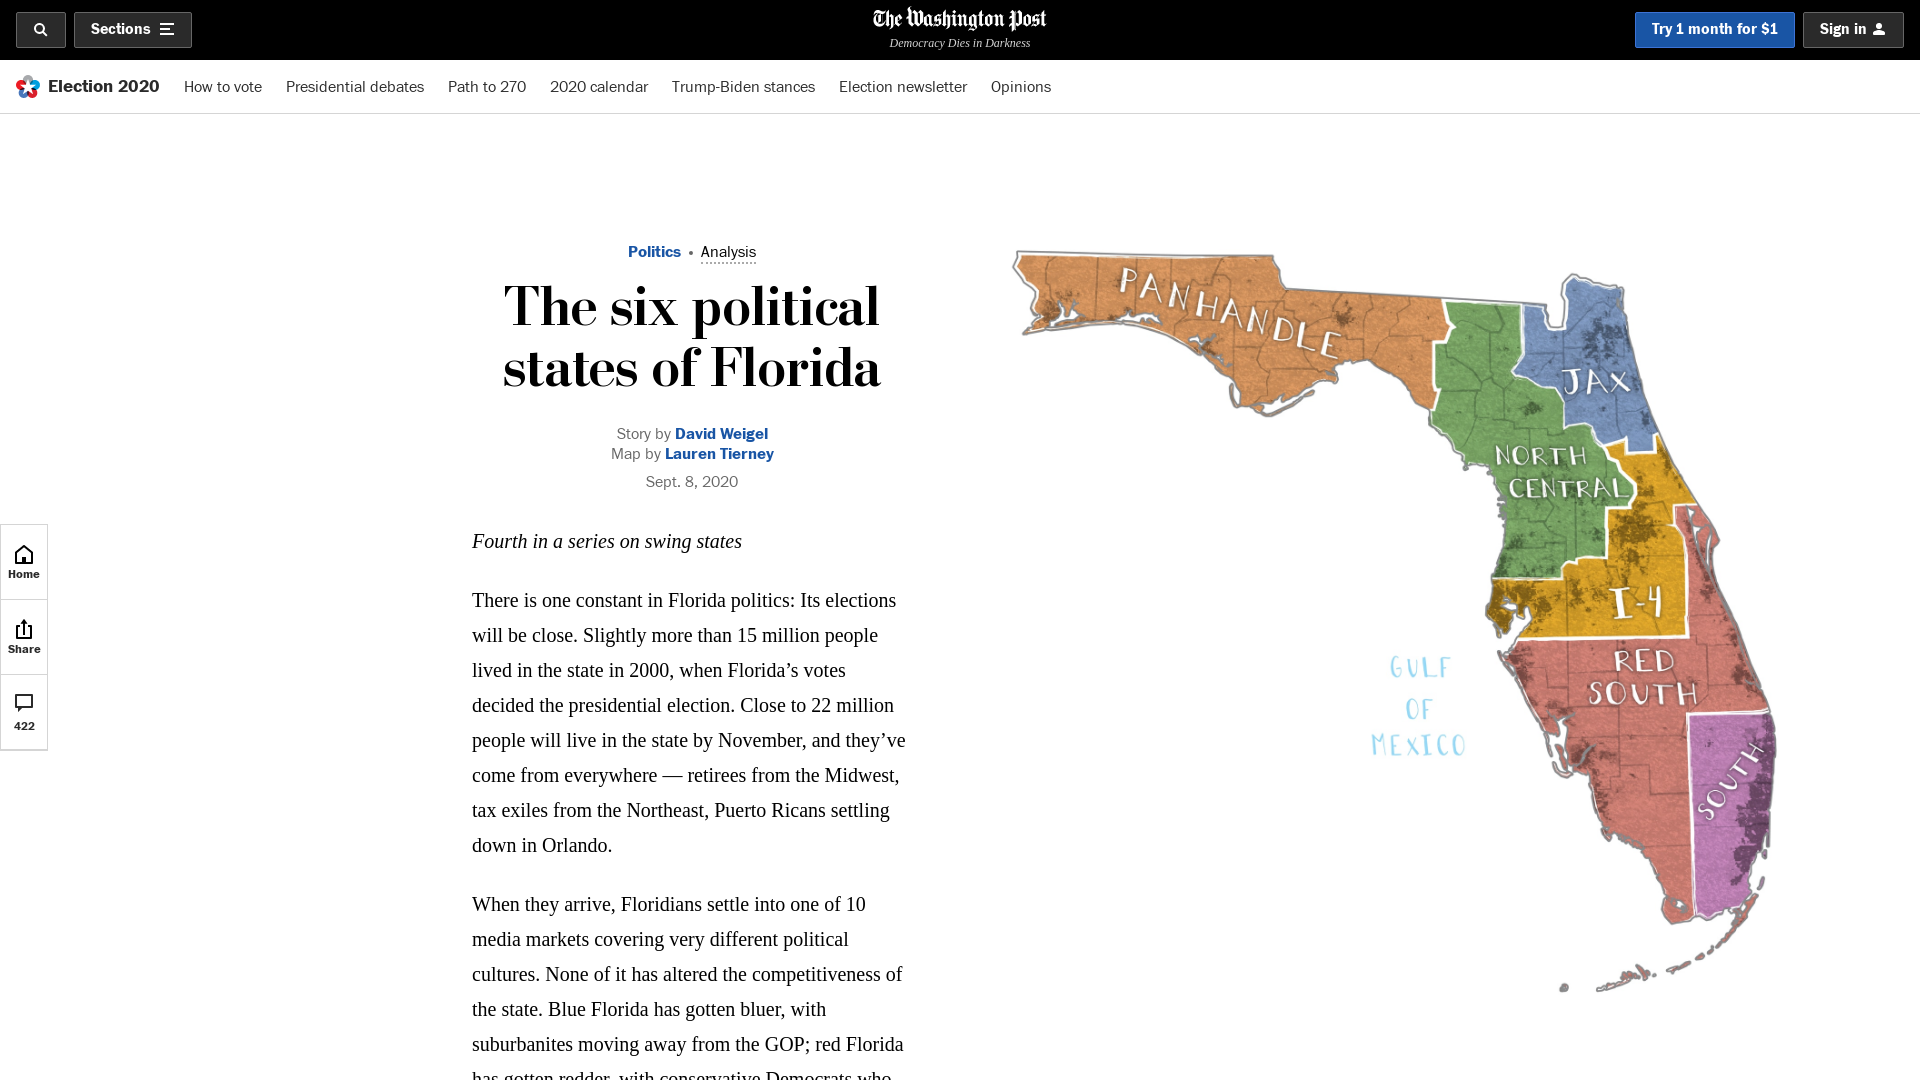 Sections
The Washington Post
Democracy Dies in Darkness
Try 1 month for $1
Sign in
Election 2020
How to vote
Presidential debates
Path to 270
2020 calendar
Trump-Biden stances
Election newsletter
Opinions
Politics • Analysis
The six political
states of Florida
Story by David Weigel
Map by Lauren Tierney
Sept. 8, 2020
Fourth in a series on swing states
There is one constant in Florida politics: Its elections
will be close. Slightly more than 15 million people
lived in the state in 2000, when Florida’s votes
decided the presidential election. Close to 22 million
people will live in the state by November, and they’ve
come from everywhere — retirees from the Midwest,
tax exiles from the Northeast, Puerto Ricans settling
down in Orlando.
When they arrive, Floridians settle into one of 10
media markets covering very different political
cultures. None of it has altered the competitiveness of
the state. Blue Florida has gotten bluer, with
suburbanites moving away from the GOP; red Florida
has gotten redder, with conservative Democrats who
Home
Share
422
PANHANDLE
JAX
NORTH
CENTRAL
I-4
RED
SOUTH
SOUTH
GULF
OF
MEXICO